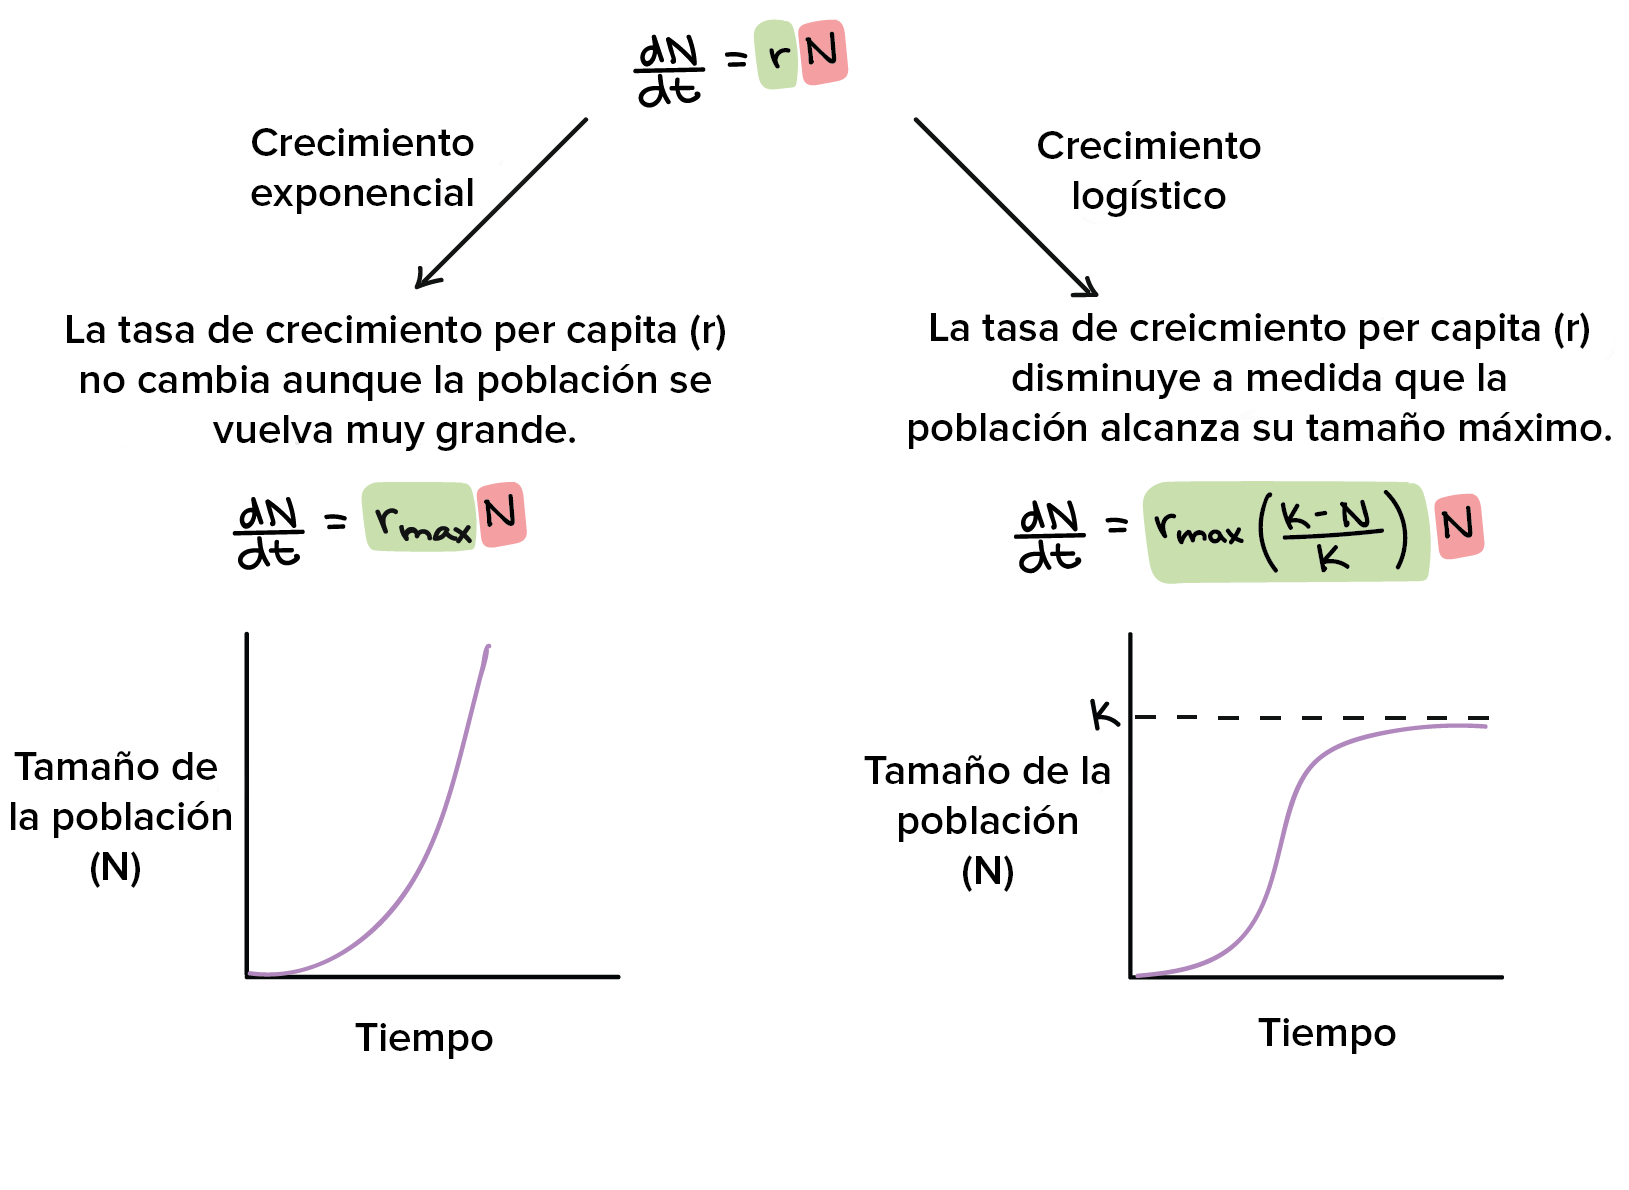 dN/dt = rN
Crecimiento
exponencial
Crecimiento
logístico
La tasa de crecimiento per capita (r)
no cambia aunque la población se
vuelva muy grande.
dN/dt = rmax N
Tamaño de
la población
(N)
Tiempo
La tasa de creicmiento per capita (r)
disminuye a medida que la
población alcanza su tamaño máximo.
dN/dt = rmax ((K - N)/K) N
K
Tamaño de la
población
(N)
Tiempo